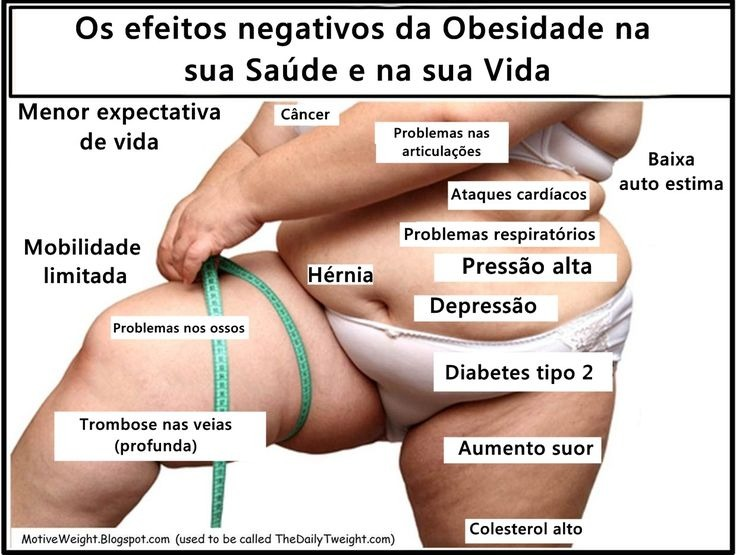 Os efeitos negativos da Obesidade na
sua Saúde e na sua Vida
Menor expectativa
de vida
Câncer
Problemas nas
articulações
Baixa
auto estima
Ataques cardíacos
Problemas respiratórios
Mobilidade
limitada
Hérnia
Pressão alta
Depressão
Problemas nos ossos
Diabetes tipo 2
Trombose nas veias
(profunda)
Aumento suor
Colesterol alto
MotiveWeight.Blogspot.com (used to be called TheDailyTweight.com)